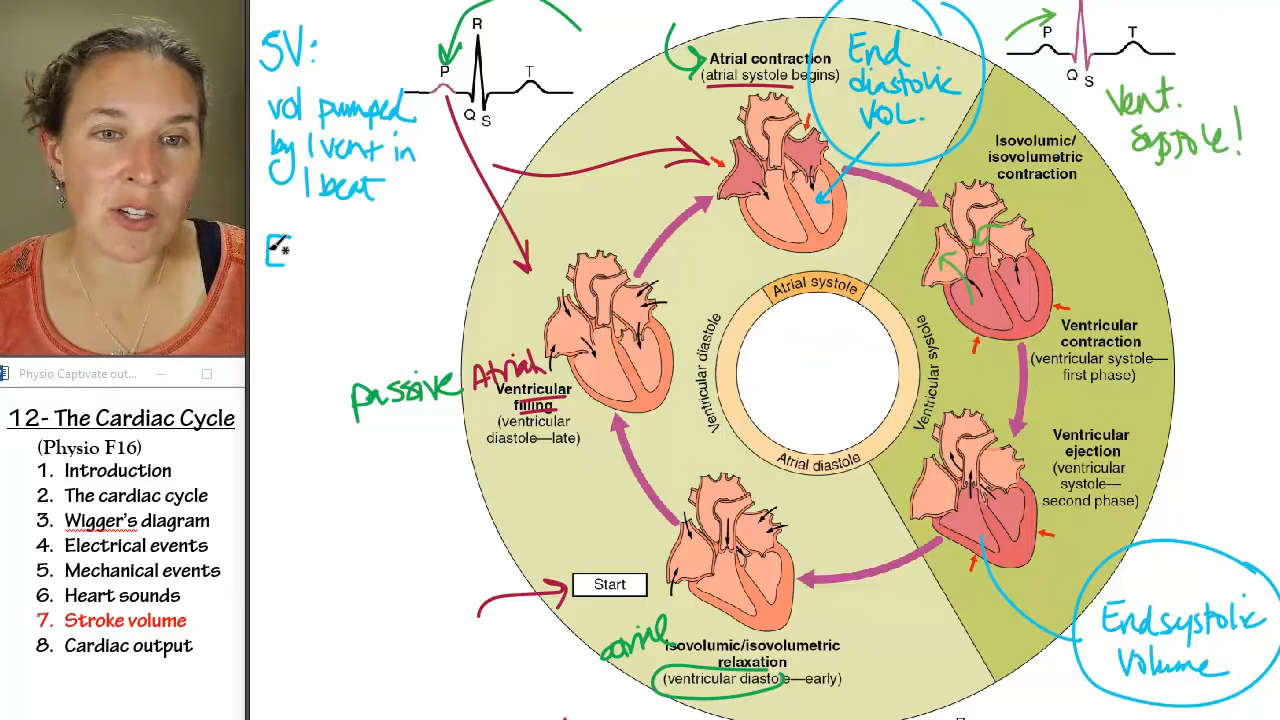 SV:
vol pumped
by 1 vent in
1 beat
E
R
P
T
Q
S
Atrial contraction
(atrial systole begins)
End
diastolic
VOL.
P
T
Q
S
Vent.
systole!
Isovolumic/
isovolumetric
contraction
Atrial systole
Ventricular diastole
Ventricular systole
Atrial diastole
Ventricular
contraction
(ventricular systole—
first phase)
passive Atrial
Ventricular
filling
(ventricular
diastole—late)
Ventricular
ejection
(ventricular
systole—
second phase)
Start
Isovolumic/isovolumetric
relaxation
(ventricular diastole—early)
End systolic
Volume
Physio Captivate out...
12- The Cardiac Cycle
(Physio F16)
1. Introduction
2. The cardiac cycle
3. Wigger's diagram
4. Electrical events
5. Mechanical events
6. Heart sounds
7. Stroke volume
8. Cardiac output